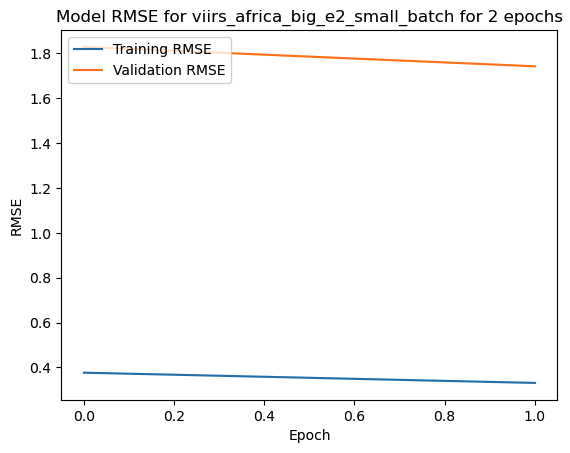 Model RMSE for viirs_africa_big_e2_small_batch for 2 epochs
Training RMSE
Validation RMSE
1.8
1.6
1.4
1.2
1.0
0.8
0.6
0.4
RMSE
0.0 0.2 0.4 0.6 0.8 1.0
Epoch